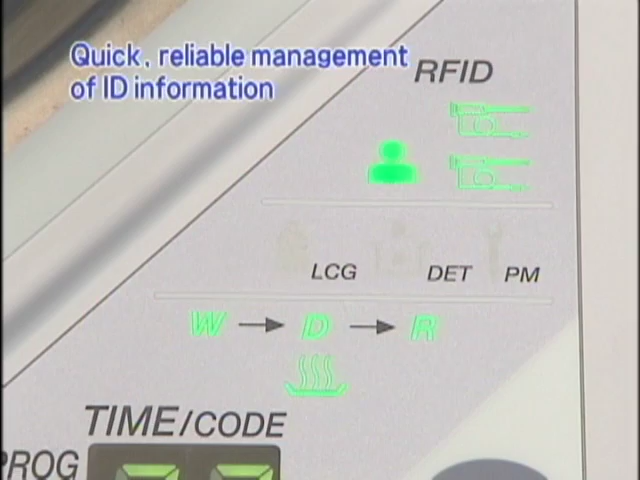 Quick, reliable management
of ID information
RFID
LCG DET PM
W D R
TIME/CODE
PROG